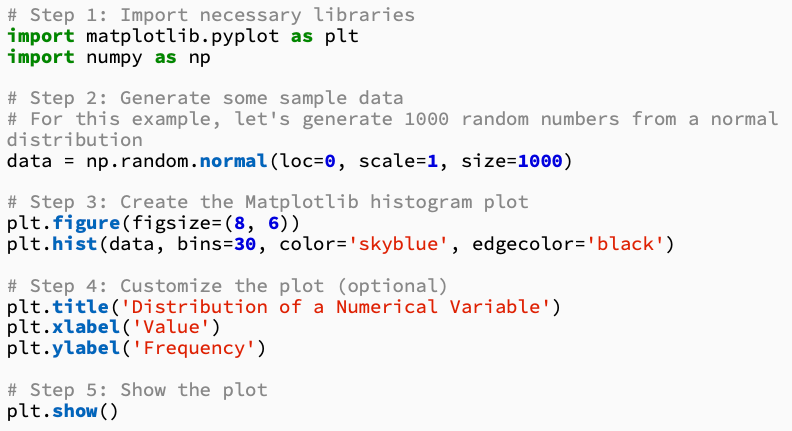 # Step 1: Import necessary libraries
import matplotlib.pyplot as plt
import numpy as np
# Step 2: Generate some sample data
# For this example, let's generate 1000 random numbers from a normal
distribution
data = np.random.normal(loc=0, scale=1, size=1000)
# Step 3: Create the Matplotlib histogram plot
plt.figure(figsize=(8, 6))
plt.hist(data, bins=30, color='skyblue', edgecolor='black')
# Step 4: Customize the plot (optional)
plt.title('Distribution of a Numerical Variable')
plt.xlabel('Value')
plt.ylabel('Frequency')
# Step 5: Show the plot
plt.show()